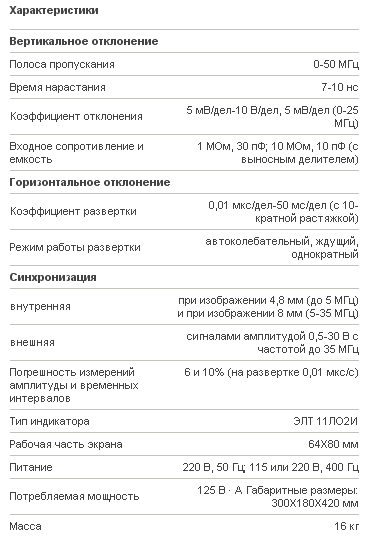 Характеристики
Вертикальное отклонение
Полоса пропускания 0-50 МГц
Время нарастания 7-10 нс
Коэффициент отклонения 5 мВ/дел-10 В/дел, 5 мВ/дел (0-25
МГц)
Входное сопротивление и 1 МОм, 30 пФ; 10 МОм, 10 пФ (с
емкость выносным делителем)
Горизонтальное отклонение
Коэффициент развертки 0,01 мкс/дел-50 мс/дел (с 10-
кратной растяжкой)
Режим работы развертки автоколебательный, ждущий,
однократный
Синхронизация
внутренняя при изображении 4,8 мм (до 5 МГц)
и при изображении 8 мм (5-35 МГц)
внешняя сигналами амплитудой 0,5-30 В с
частотой до 35 МГц
Погрешность измерений 6 и 10% (на развертке 0,01 мкс/с)
амплитуды и временных
интервалов
Тип индикатора ЭЛТ 11ЛО2И
Рабочая часть экрана 64Х80 мм
Питание 220 В, 50 Гц; 115 или 220 В, 400 Гц
Потребляемая мощность 125 В · А Габаритные размеры:
300Х180Х420 мм
Масса 16 кг